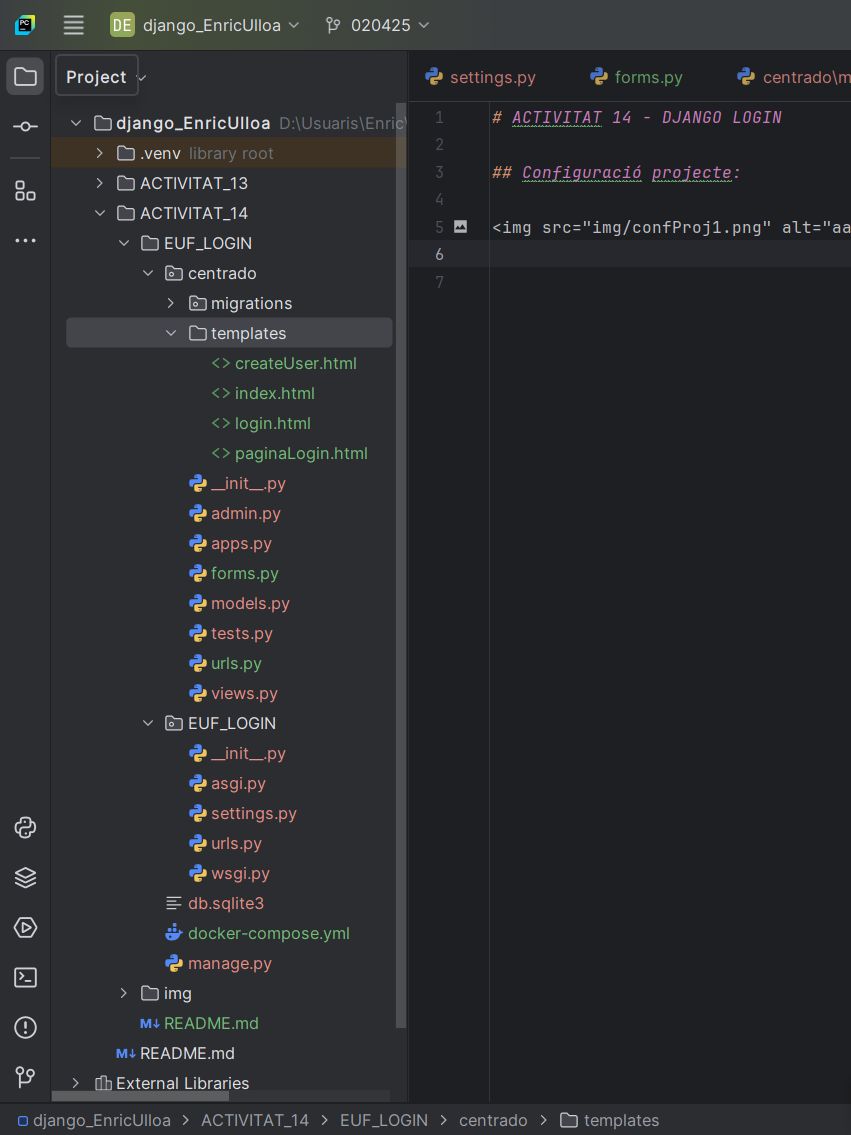 PC
DE django_EnricUlloa 020425
Project
settings.py forms.py centrado\m
django_EnricUlloa D:\Usuaris\Enric\
.venv library root
ACTIVITAT_13
ACTIVITAT_14
EUF_LOGIN
centrado
migrations
templates
<> createUser.html
<> index.html
<> login.html
<> paginaLogin.html
__init__.py
admin.py
apps.py
forms.py
models.py
tests.py
urls.py
views.py
EUF_LOGIN
__init__.py
asgi.py
settings.py
urls.py
wsgi.py
db.sqlite3
docker-compose.yml
manage.py
img
M↓ README.md
M↓ README.md
External Libraries
1 # ACTIVITAT 14 - DJANGO LOGIN
2
3 ## Configuració projecte:
4
5 <img src="img/confProj1.png" alt="aa
6
7
django_EnricUlloa > ACTIVITAT_14 > EUF_LOGIN > centrado > templates